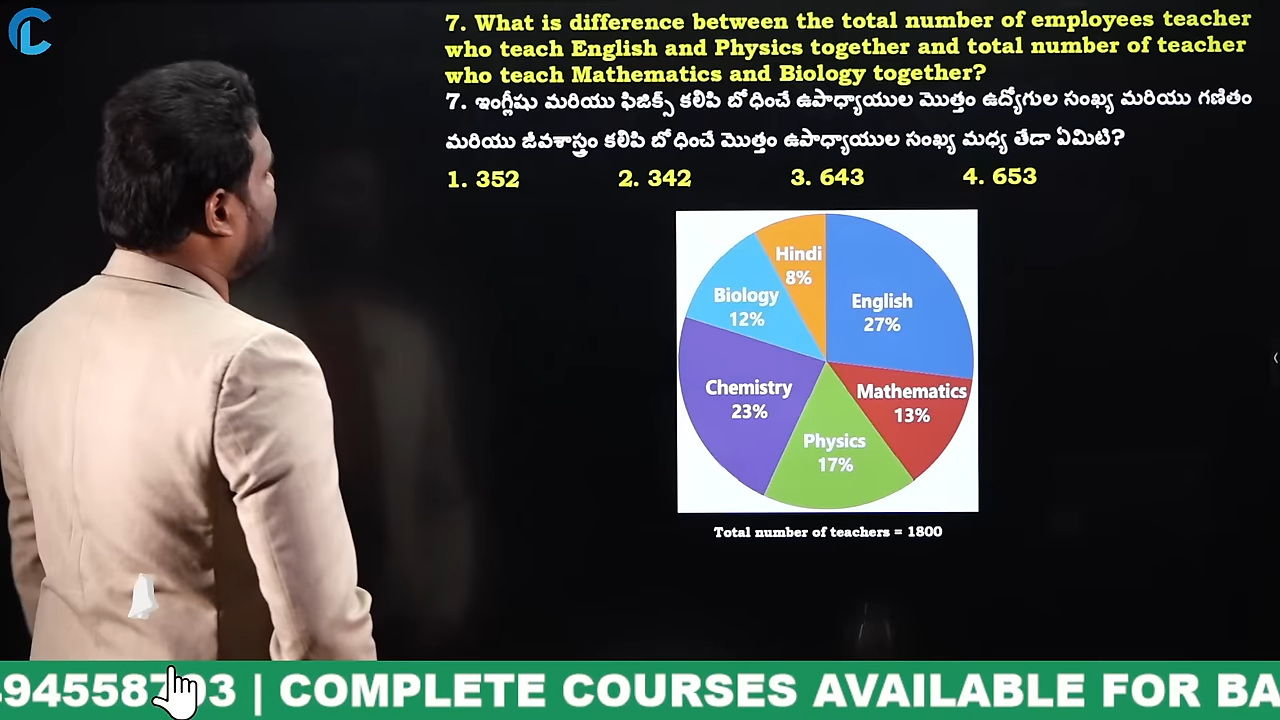 7. What is difference between the total number of employees teacher
who teach English and Physics together and total number of teacher
who teach Mathematics and Biology together?
7. ఇంగ్లీషు మరియు ఫిజిక్స్ కలిపి బోధించే ఉపాధ్యాయుల మొత్తం ఉద్యోగుల సంఖ్య మరియు గణితం
మరియు జీవశాస్త్రం కలిపి బోధించే మొత్తం ఉపాధ్యాయుల సంఖ్య మధ్య తేడా ఏమిటి?
1. 352 2. 342 3. 643 4. 653
Hindi
8%
English
27%
Biology
12%
Mathematics
13%
Chemistry
23%
Physics
17%
Total number of teachers = 1800
| COMPLETE COURSES AVAILABLE FOR BA